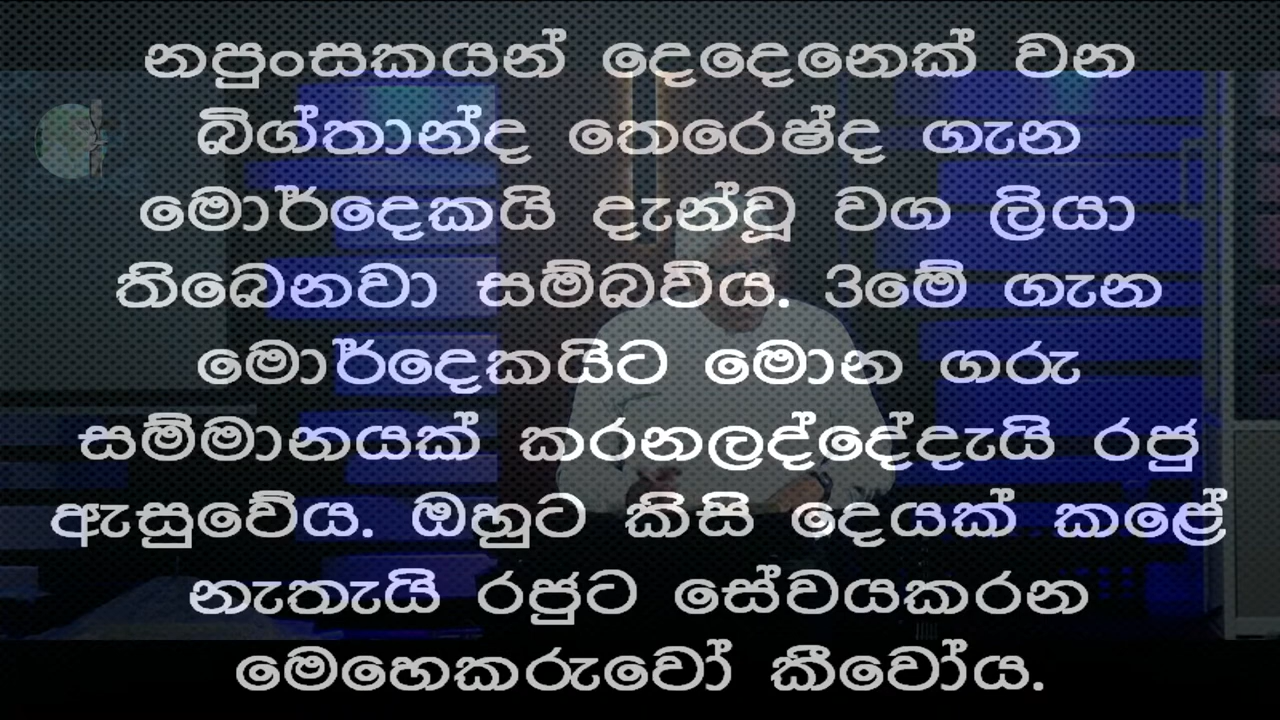 නපුංසකයන් දෙදෙනෙක් වන
බිග්තාන්ද තෙරෙෂ්ද ගැන
මොර්දෙකයි දැන්වූ වග ලියා
තිබෙනවා සම්බවිය. 3මේ ගැන
මොර්දෙකයිට මොන ගරු
සම්මානයක් කරනලද්දේදැයි රජු
ඇසුවේය. ඔහුට කිසි දෙයක් කළේ
නැතැයි රජුට සේවයකරන
මෙහෙකරුවෝ කීවෝය.